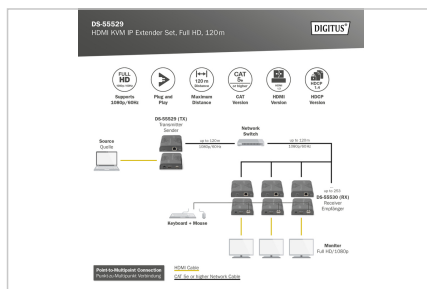 DS-55529
HDMI KVM IP Extender Set, Full HD, 120m
DIGITUS®
FULL
HD
120 m
Distance
CAT
5e
or higher
HDMI
HDCP
1.4
Supports
1080p/60Hz
Plug and
Play
Maximum
Distance
CAT
Version
HDMI
Version
HDCP
Version
DS-55529 (TX)
Transmitter
Sender
Network
Switch
Source
Quelle
up to 120m
1080p/60Hz
up to 120m
1080p/60Hz
up to 253
DS-55530 (RX)
Receiver
Empfänger
Keyboard + Mouse
Monitor
Full HD/1080p
Point-to-Multipoint Connection
Punkt-zu-Multipunkt Verbindung
HDMI Cable
CAT 5e or higher Network Cable